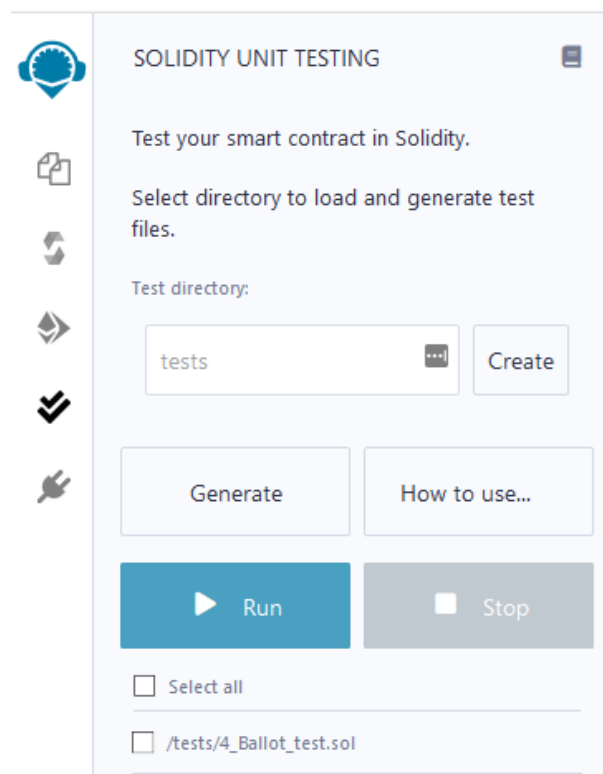 SOLIDITY UNIT TESTING
Test your smart contract in Solidity.
Select directory to load and generate test
files.
Test directory:
tests
Create
Generate
How to use...
Run
Stop
Select all
/tests/4_Ballot_test.sol